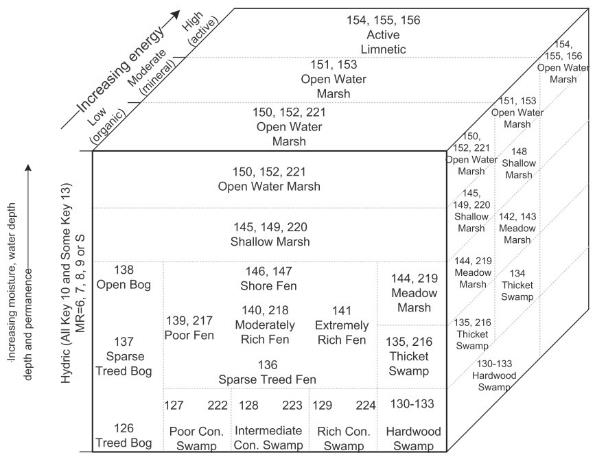 154, 155, 156
Active
Limnetic
151, 153
Open Water
Marsh
150, 152, 221
Open Water
Marsh
Increasing energy
High
(active)
Moderate
(mineral)
Low
(organic)
154,
155, 156
Open Water
Marsh
151, 153
Open Water
Marsh
150,
152, 221
Open Water
Marsh
148
Shallow
Marsh
145,
149, 220
Shallow
Marsh
142, 143
Meadow
Marsh
144, 219
Meadow
Marsh
134
Thicket
Swamp
135, 216
Thicket
Swamp
130-133
Hardwood
Swamp
Increasing moisture, water depth
depth and permanence
Hydric (All Key 10 and Some Key 13)
MR=6, 7, 8, 9 or S
150, 152, 221
Open Water Marsh
145, 149, 220
Shallow Marsh
138
Open Bog
146, 147
Shore Fen
144, 219
Meadow
Marsh
139, 217
Poor Fen
140, 218
Moderately
Rich Fen
141
Extremely
Rich Fen
137
Sparse
Treed Bog
135, 216
Thicket
Swamp
136
Sparse Treed Fen
126
Treed Bog
127 222
Poor Con.
Swamp
128 223
Intermediate
Con. Swamp
129 224
Rich Con.
Swamp
130-133
Hardwood
Swamp